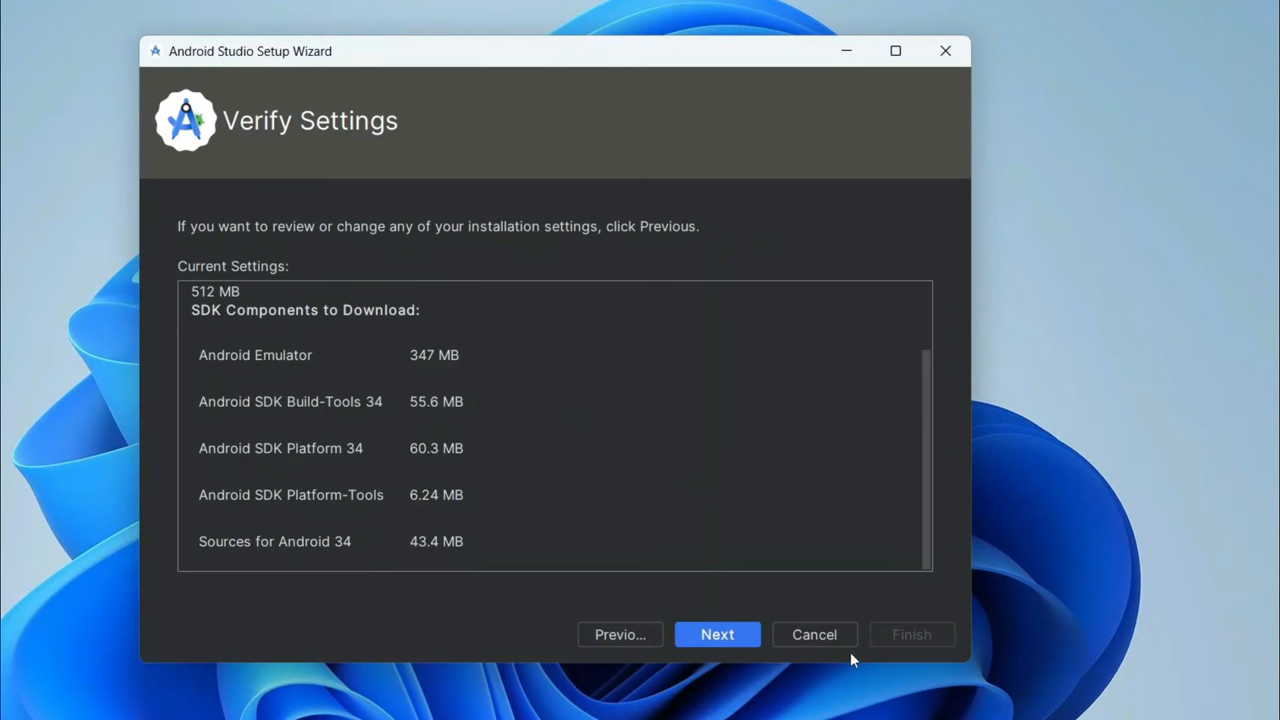 Android Studio Setup Wizard
Verify Settings
If you want to review or change any of your installation settings, click Previous.
Current Settings:
512 MB
SDK Components to Download:
Android Emulator 347 MB
Android SDK Build-Tools 34 55.6 MB
Android SDK Platform 34 60.3 MB
Android SDK Platform-Tools 6.24 MB
Sources for Android 34 43.4 MB
Previo... Next Cancel Finish